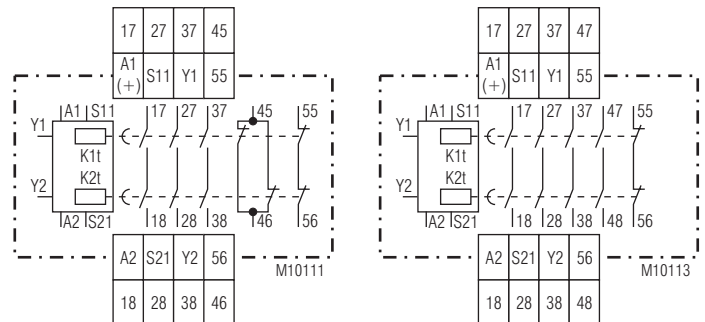 17 27 37 45
A1 (+) S11 Y1 55
A1 S11 17 27 37 45 55
Y1
K1t
K2t
Y2
A2 S21 18 28 38 46 56
A2 S21 Y2 56
M10111
18 28 38 46
17 27 37 47
A1 (+) S11 Y1 55
A1 S11 17 27 37 47 55
Y1
K1t
K2t
Y2
A2 S21 18 28 38 48 56
A2 S21 Y2 56
M10113
18 28 38 48